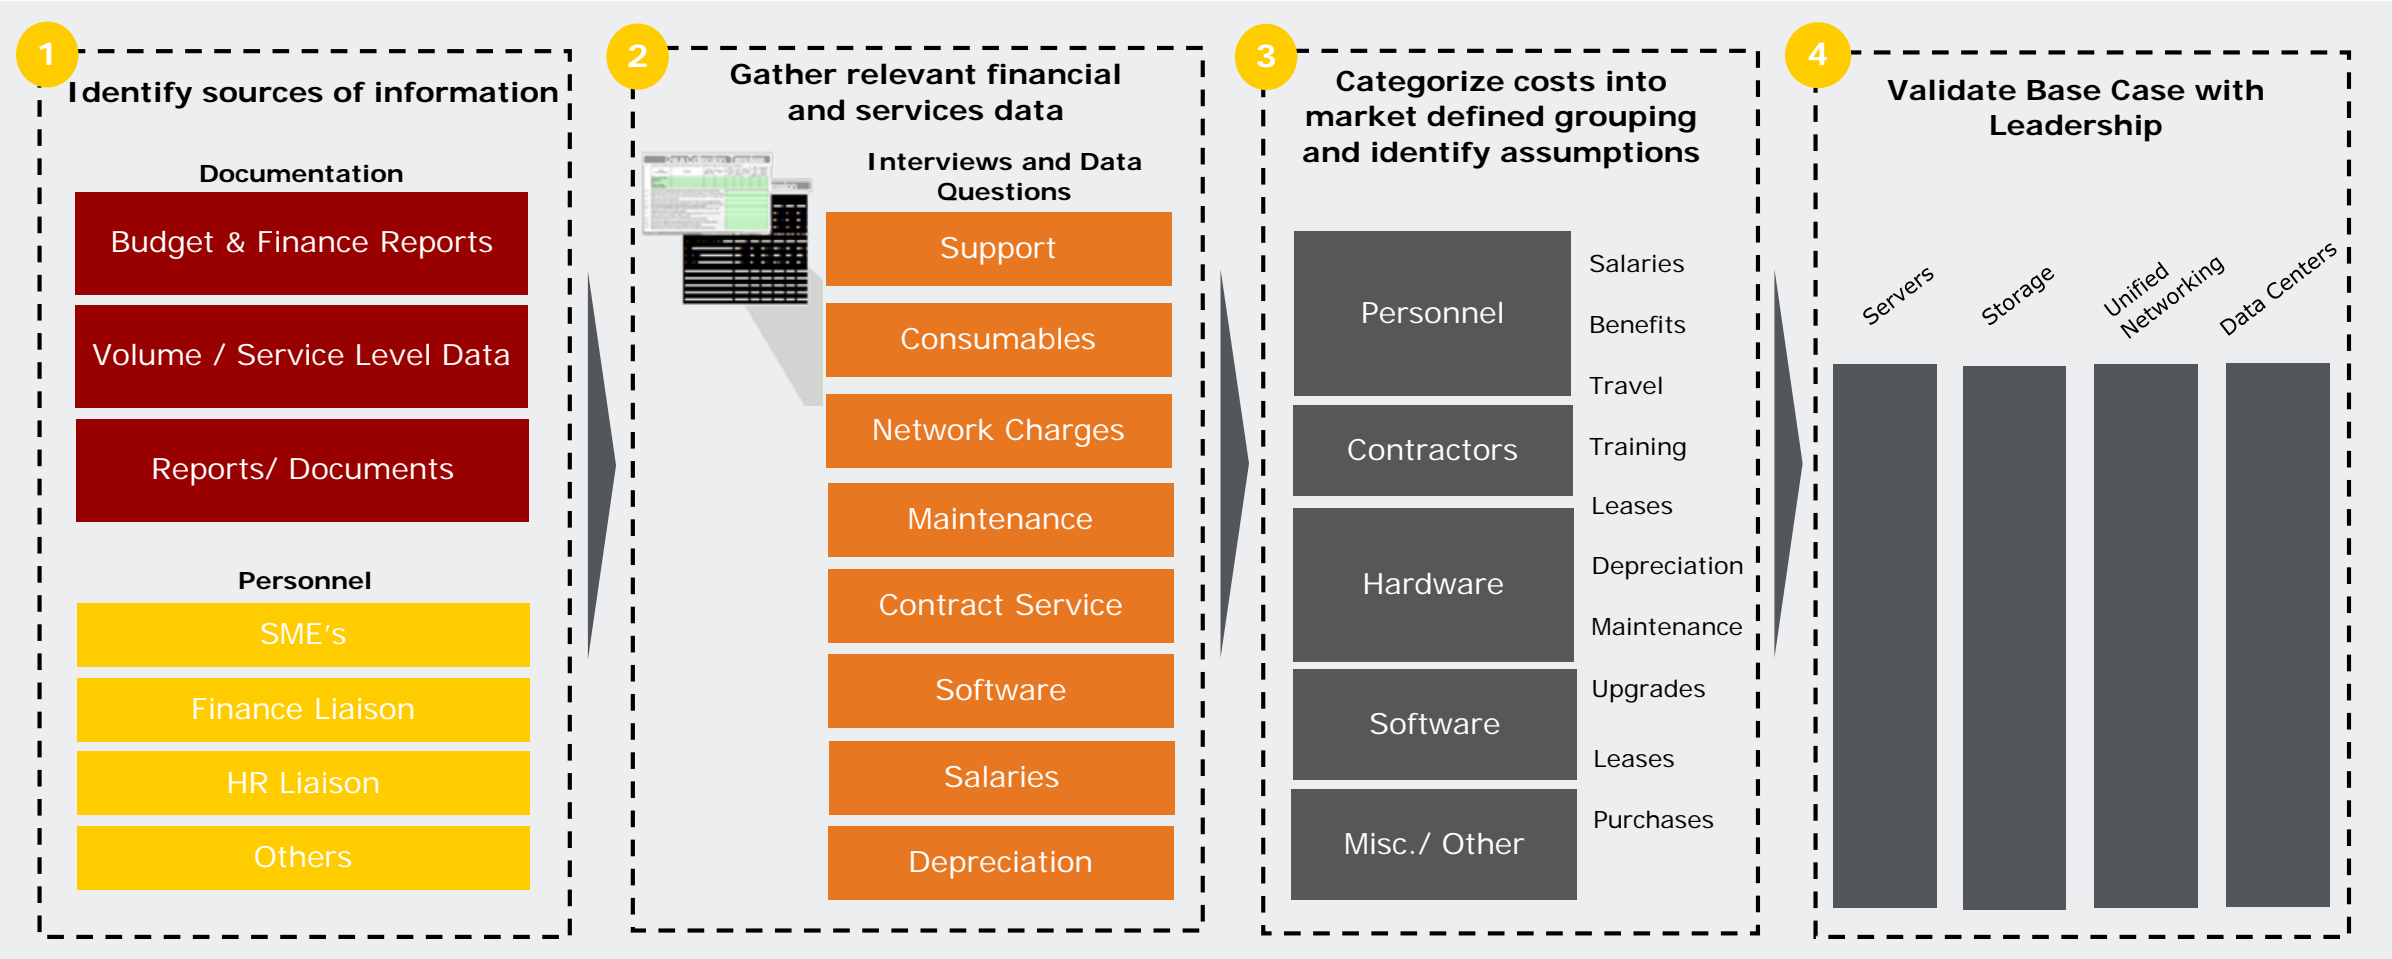 1
Identify sources of information
Documentation
Budget & Finance Reports
Volume / Service Level Data
Reports/ Documents
Personnel
SME's
Finance Liaison
HR Liaison
Others
2
Gather relevant financial
and services data
Interviews and Data
Questions
Support
Consumables
Network Charges
Maintenance
Contract Service
Software
Salaries
Depreciation
3
Categorize costs into
market defined grouping
and identify assumptions
Personnel
Contractors
Hardware
Software
Misc./ Other
Salaries
Benefits
Travel
Training
Leases
Depreciation
Maintenance
Upgrades
Leases
Purchases
4
Validate Base Case with
Leadership
Servers
Storage
Unified
Networking
Data Centers